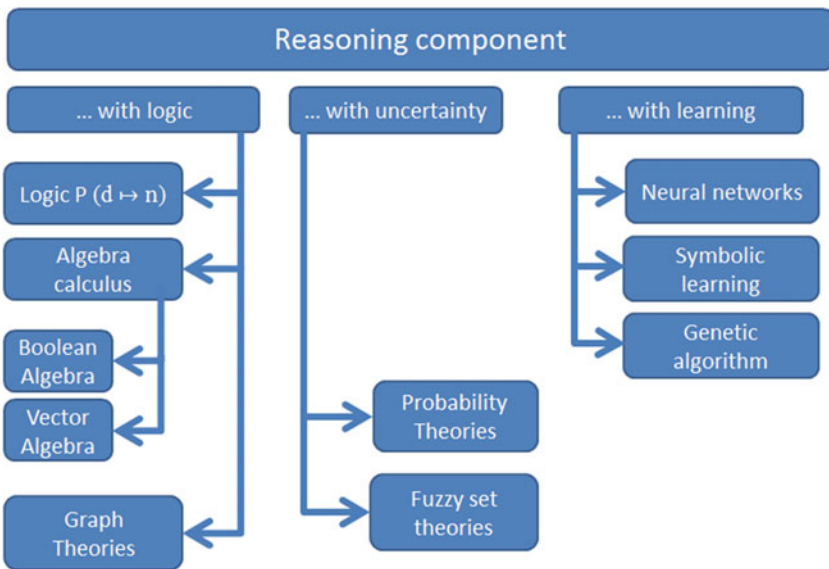 Reasoning component
... with logic
... with uncertainty
... with learning
Logic P (d ↦ n)
Algebra
calculus
Boolean
Algebra
Vector
Algebra
Graph
Theories
Probability
Theories
Fuzzy set
theories
Neural networks
Symbolic
learning
Genetic
algorithm